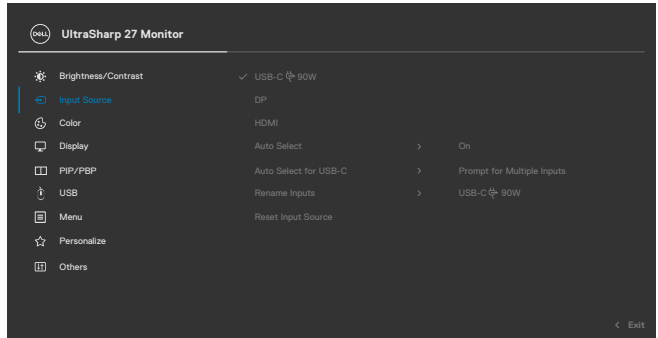 DELL UltraSharp 27 Monitor
Brightness/Contrast USB-C 90W
Input Source DP
Color HDMI
Display Auto Select > On
PIP/PBP Auto Select for USB-C > Prompt for Multiple Inputs
USB Rename Inputs > USB-C 90W
Menu Reset Input Source
Personalize
Others
< Exit